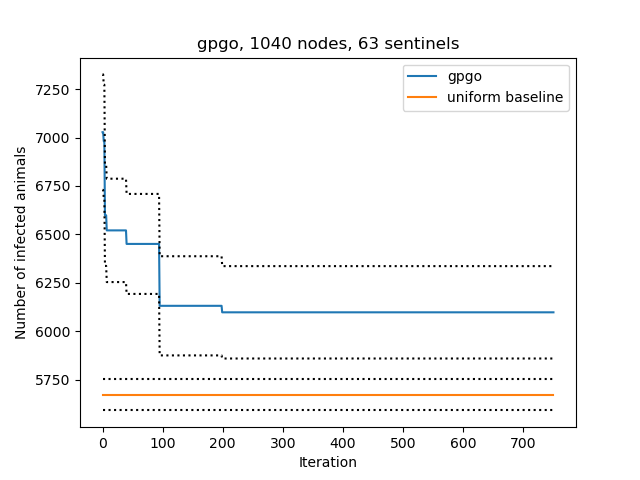 gpgo, 1040 nodes, 63 sentinels
gpgo
uniform baseline
Number of infected animals
7250
7000
6750
6500
6250
6000
5750
0 100 200 300 400 500 600 700
Iteration